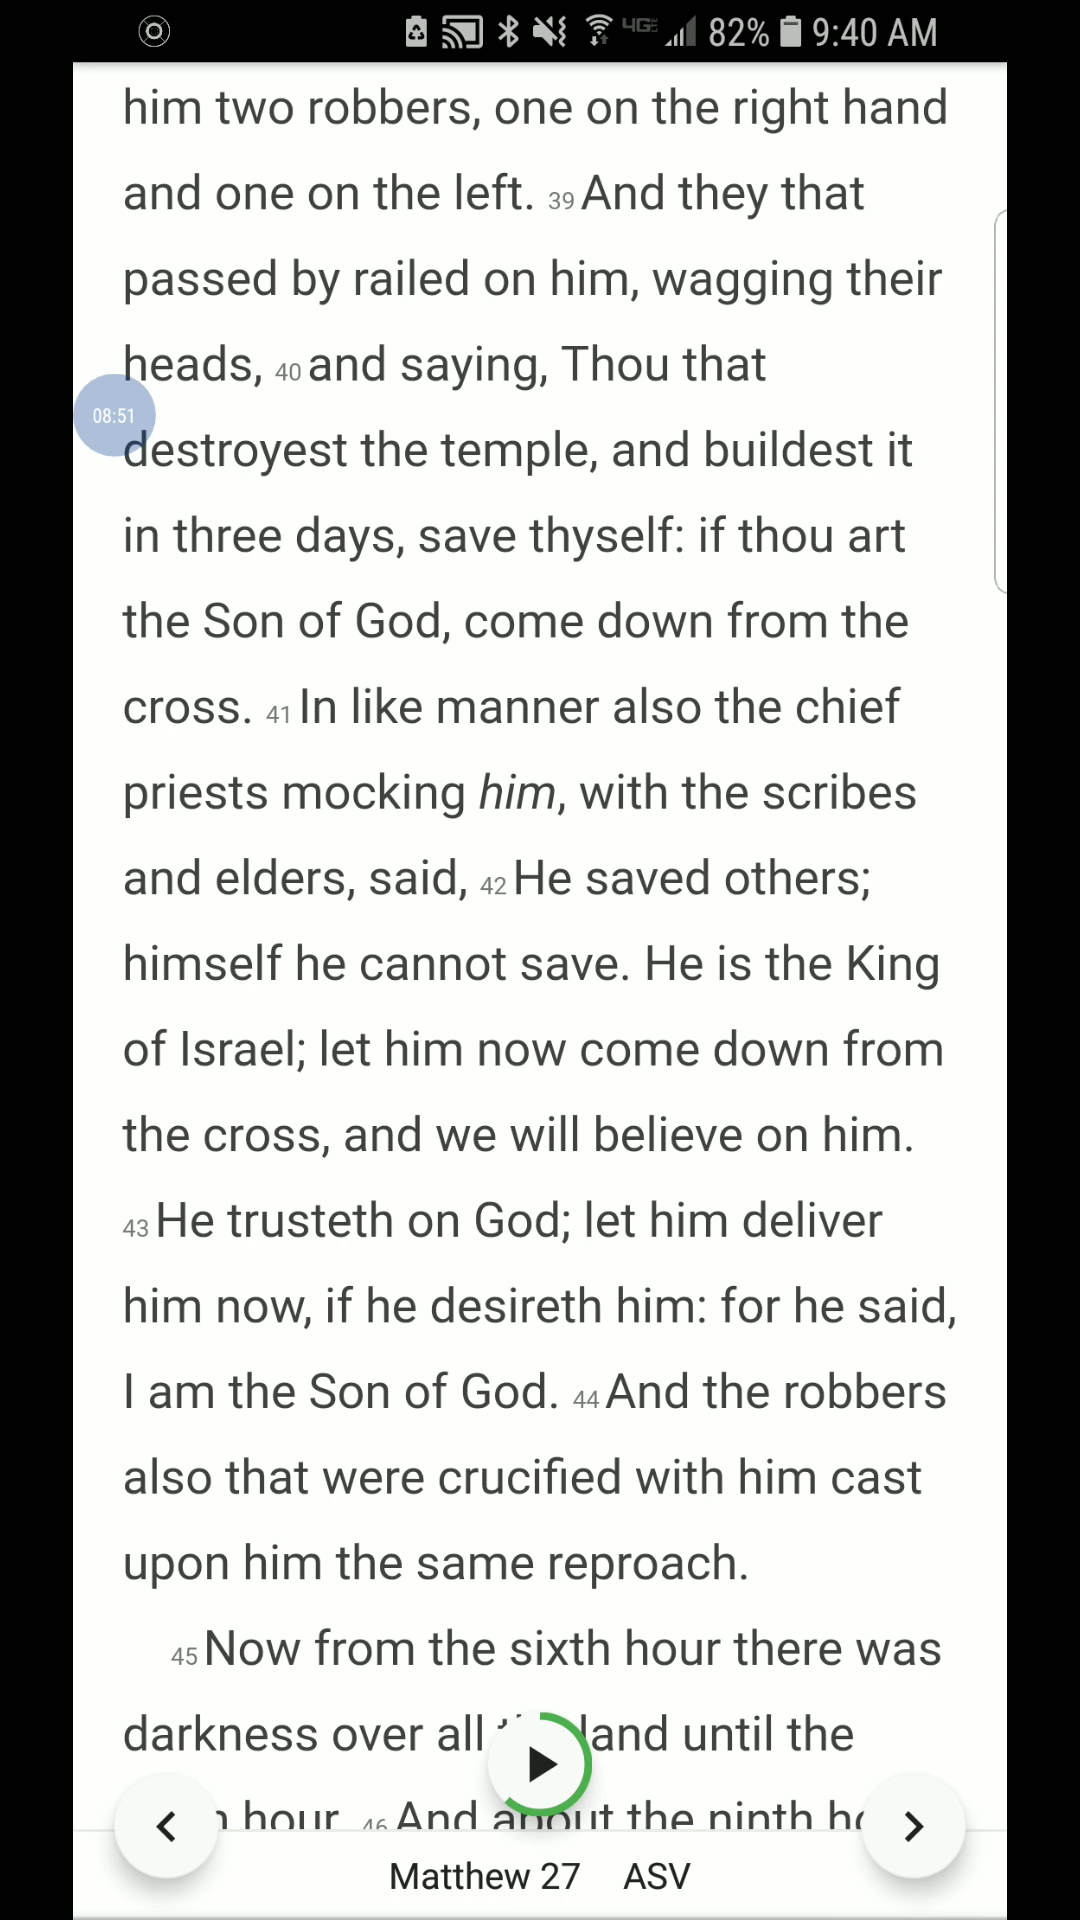 4GE 82% 9:40 AM
him two robbers, one on the right hand
and one on the left. 39 And they that
passed by railed on him, wagging their
heads, 40 and saying, Thou that
08:51
destroyest the temple, and buildest it
in three days, save thyself: if thou art
the Son of God, come down from the
cross. 41 In like manner also the chief
priests mocking him, with the scribes
and elders, said, 42 He saved others;
himself he cannot save. He is the King
of Israel; let him now come down from
the cross, and we will believe on him.
43 He trusteth on God; let him deliver
him now, if he desireth him: for he said,
I am the Son of God. 44 And the robbers
also that were crucified with him cast
upon him the same reproach.
45 Now from the sixth hour there was
darkness over all land until the
hour 46 And about the ninth
Matthew 27 ASV